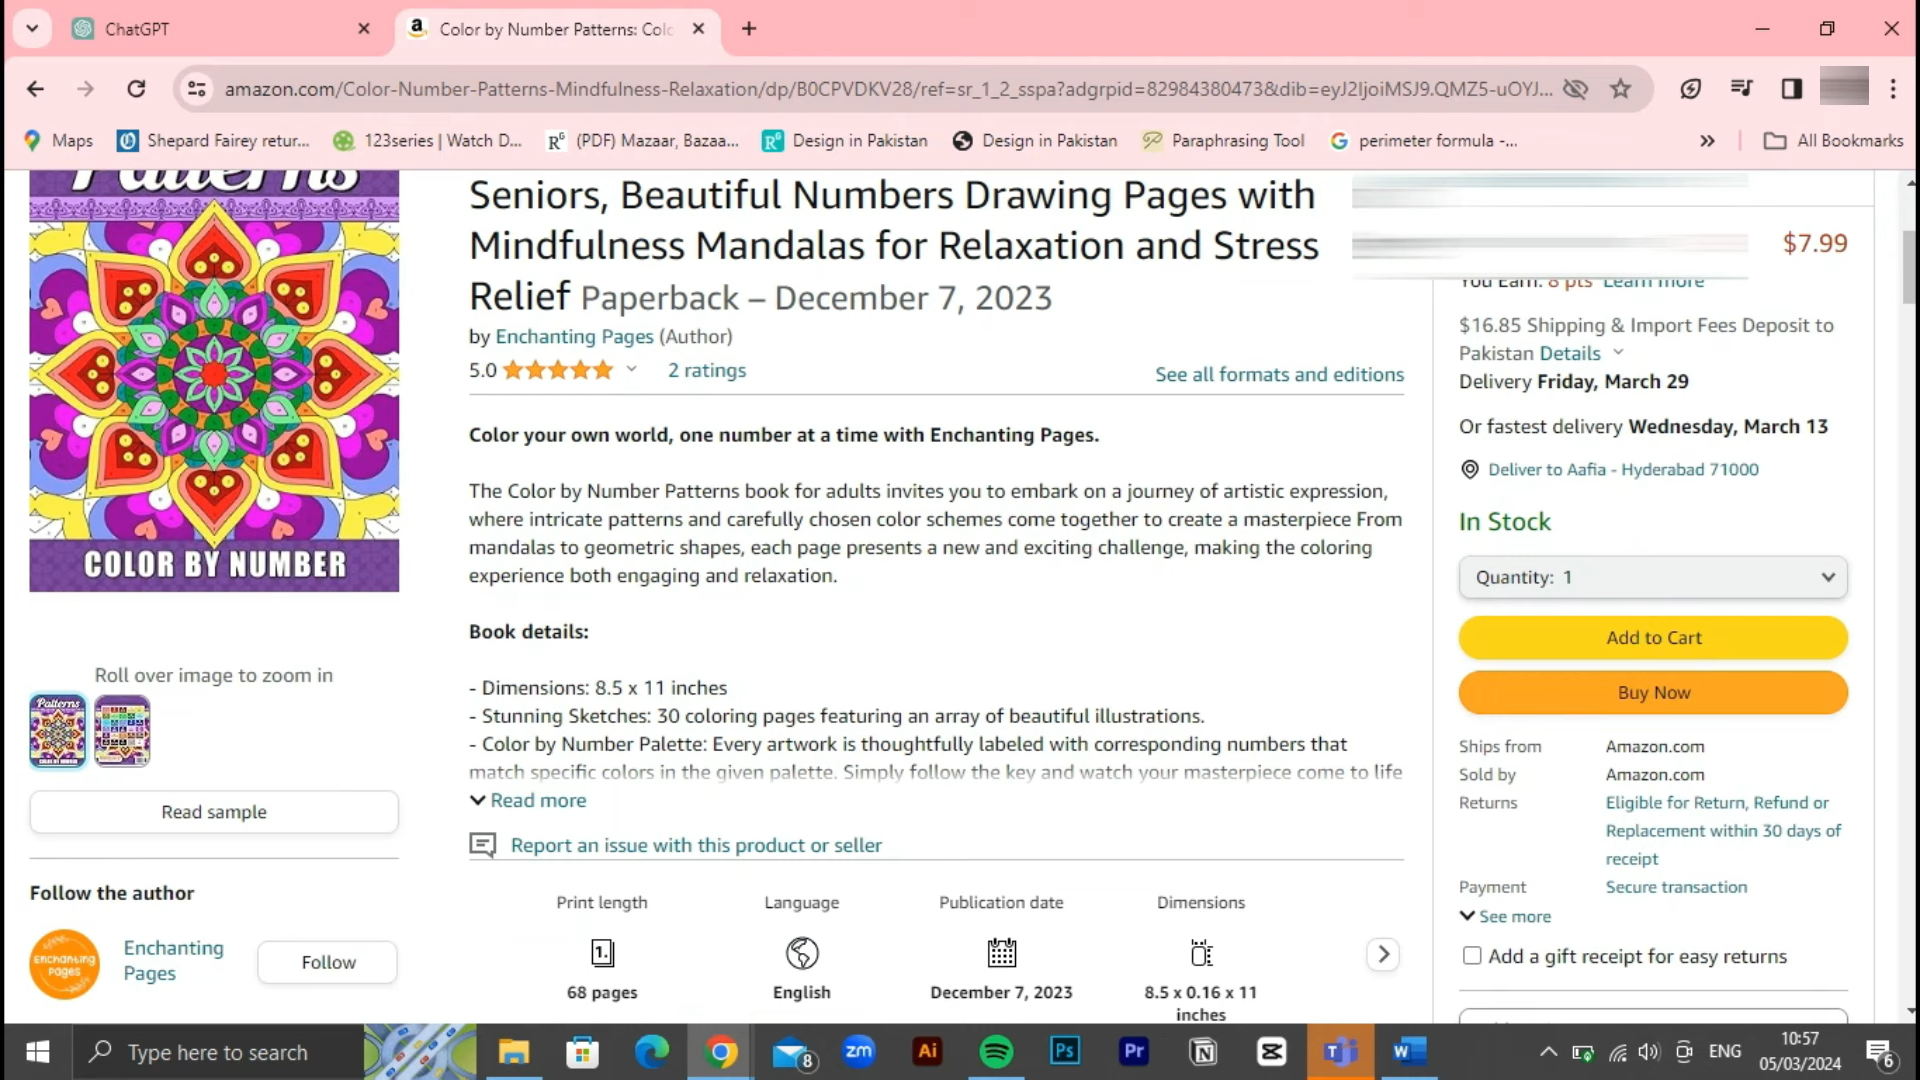 ChatGPT
Color by Number Patterns: Colo
amazon.com/Color-Number-Patterns-Mindfulness-Relaxation/dp/B0CPVDKV28/ref=sr_1_2_sspa?adgrpid=82984380473&dib=eyJ2IjoiMSJ9.QMZ5-uOYJ...
Maps
Shepard Fairey retur...
123series | Watch D...
(PDF) Mazaar, Bazaa...
Design in Pakistan
Design in Pakistan
Paraphrasing Tool
perimeter formula -...
All Bookmarks
Patterns
COLOR BY NUMBER
Roll over image to zoom in
Patterns
Read sample
Follow the author
Enchanting Pages
Enchanting
Pages
Follow
Seniors, Beautiful Numbers Drawing Pages with
Mindfulness Mandalas for Relaxation and Stress
Relief Paperback – December 7, 2023
by Enchanting Pages (Author)
5.0
2 ratings
See all formats and editions
Color your own world, one number at a time with Enchanting Pages.
The Color by Number Patterns book for adults invites you to embark on a journey of artistic expression,
where intricate patterns and carefully chosen color schemes come together to create a masterpiece From
mandalas to geometric shapes, each page presents a new and exciting challenge, making the coloring
experience both engaging and relaxation.
Book details:
- Dimensions: 8.5 x 11 inches
- Stunning Sketches: 30 coloring pages featuring an array of beautiful illustrations.
- Color by Number Palette: Every artwork is thoughtfully labeled with corresponding numbers that
match specific colors in the given palette. Simply follow the key and watch your masterpiece come to life
Read more
Report an issue with this product or seller
Print length
Language
Publication date
Dimensions
68 pages
English
December 7, 2023
8.5 x 0.16 x 11
inches
$7.99
You Earn: 8 pts Learn more
$16.85 Shipping & Import Fees Deposit to
Pakistan Details
Delivery Friday, March 29
Or fastest delivery Wednesday, March 13
Deliver to Aafia - Hyderabad 71000
In Stock
Quantity: 1
Add to Cart
Buy Now
Ships from Amazon.com
Sold by Amazon.com
Returns Eligible for Return, Refund or
Replacement within 30 days of
receipt
Payment Secure transaction
See more
Add a gift receipt for easy returns
Type here to search
8
zm
Ai
Ps
Pr
ENG
10:57
05/03/2024
6